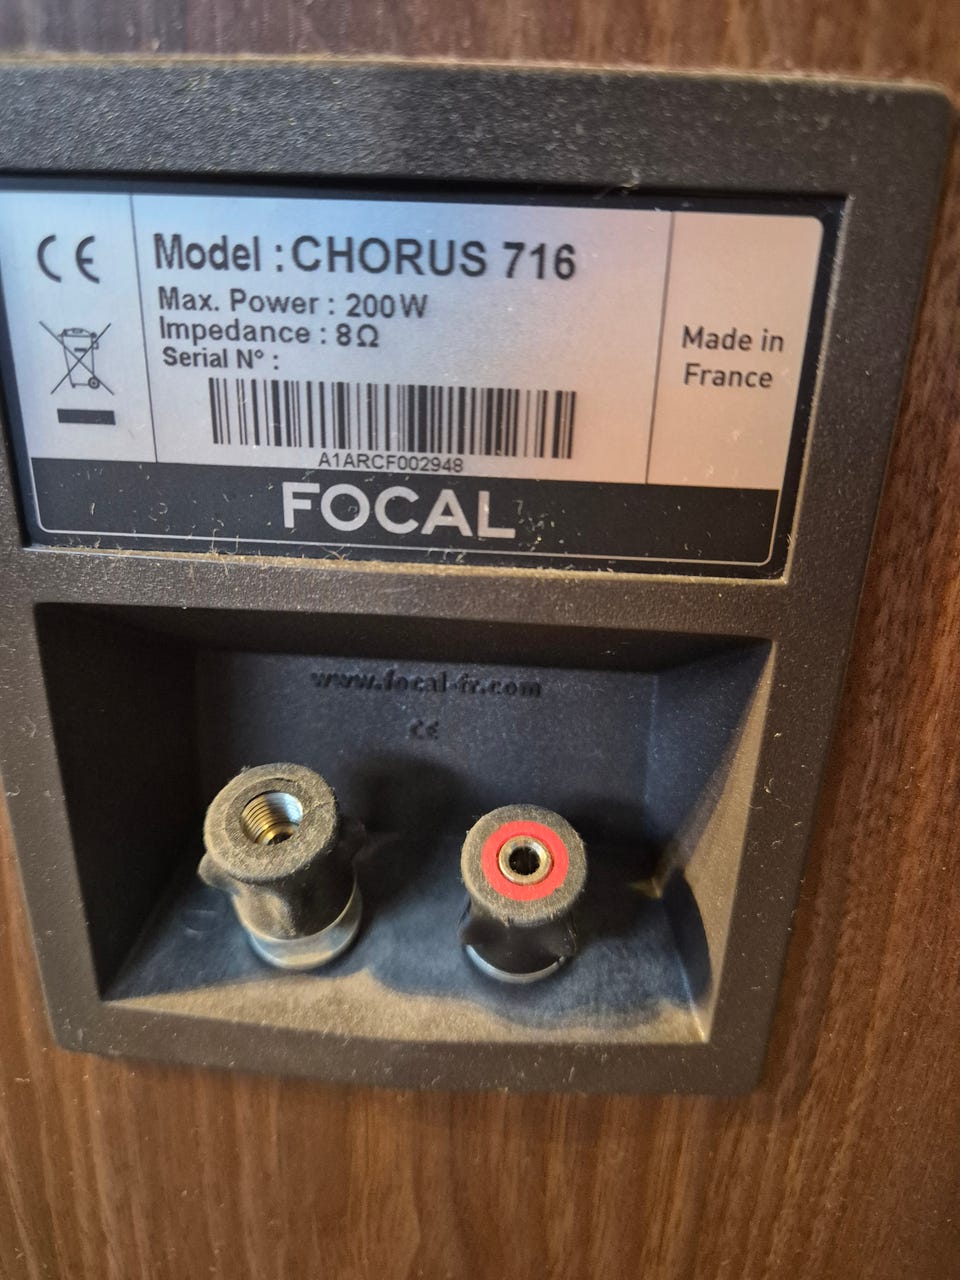 CE
Model : CHORUS 716
Max. Power : 200W
Impedance : 8Ω
Serial N° :
A1ARCF002948
Made in
France
FOCAL
www.focal-fr.com
CE